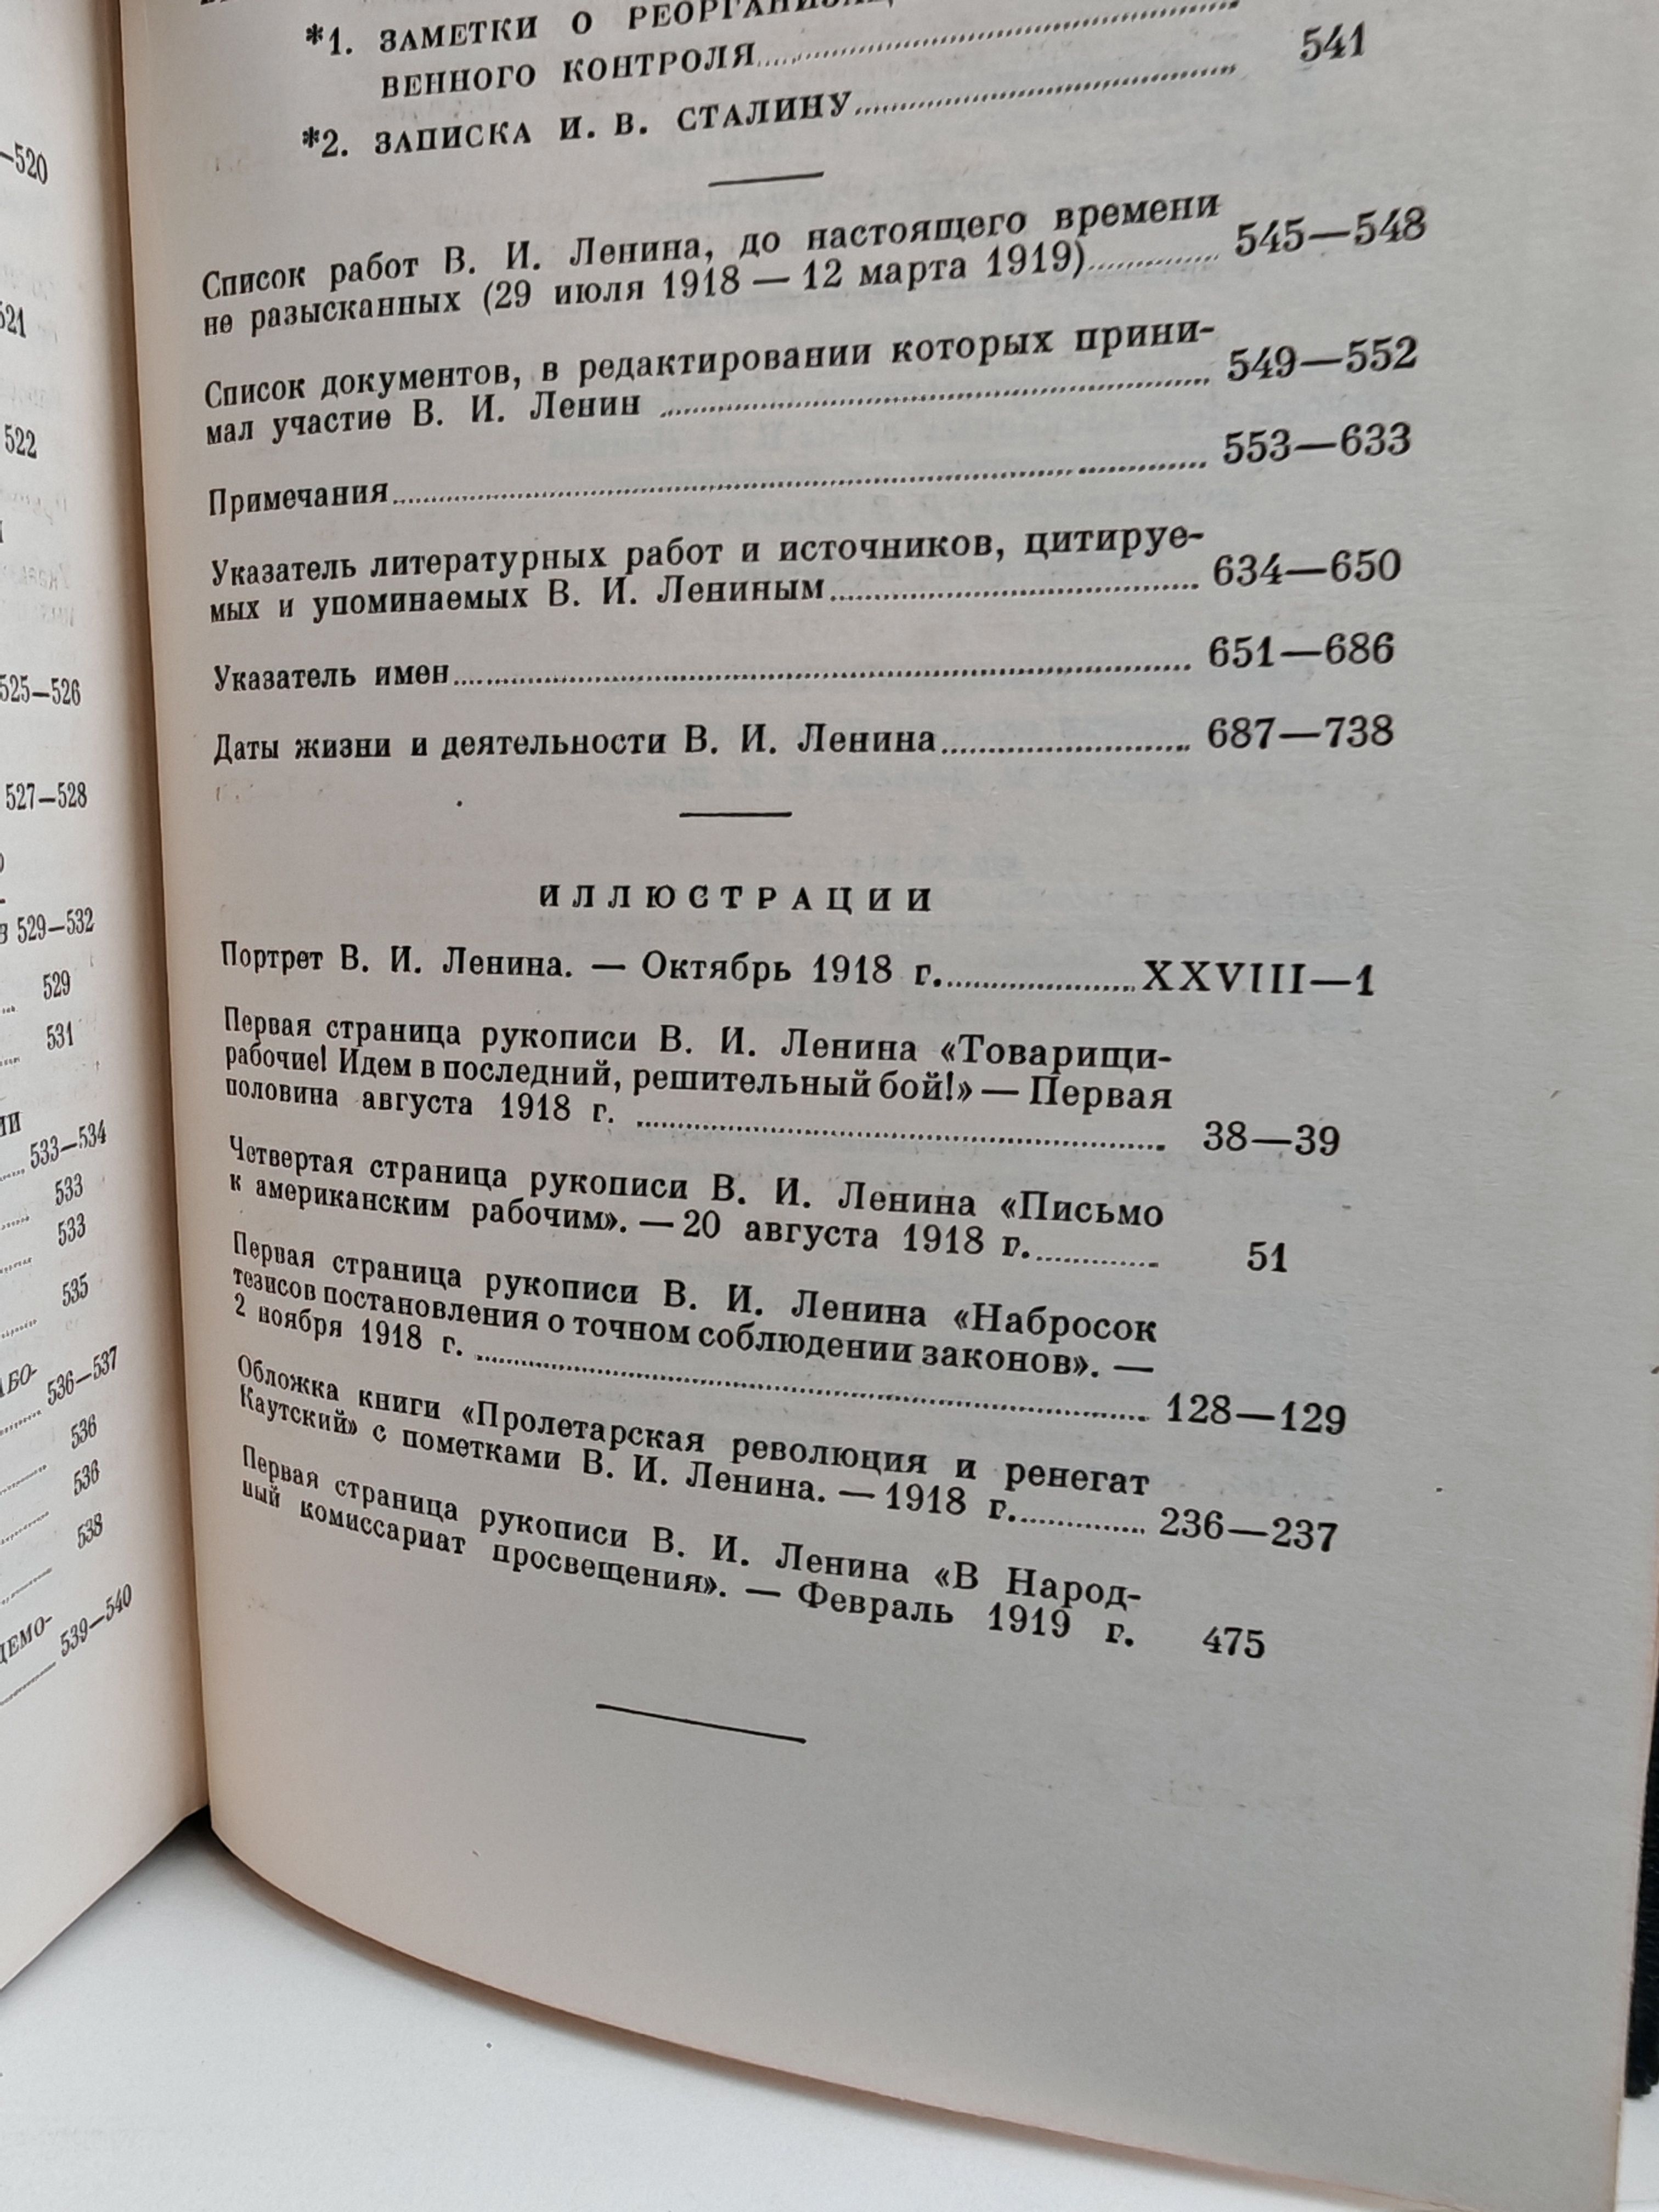 —520
521
522
525—526
527—528
В 529—532
529
531
ИИ
533—534
533
533
535
АБО-
536—537
536
536
538
ДЕМО-
539—540
*1. ЗАМЕТКИ О
ВЕННОГО КОНТРОЛЯ
541
*2. ЗАПИСКА И. В. СТАЛИНУ
Список работ В. И. Ленина, до настоящего времени
не разысканных (29 июля 1918 — 12 марта 1919) 545—548
Список документов, в редактировании которых прини-
мал участие В. И. Ленин 549—552
Примечания 553—633
Указатель литературных работ и источников, цитируе-
мых и упоминаемых В. И. Лениным 634—650
Указатель имен 651—686
Даты жизни и деятельности В. И. Ленина 687—738
ИЛЛЮСТРАЦИИ
Портрет В. И. Ленина. — Октябрь 1918 г. XXVIII—1
Первая страница рукописи В. И. Ленина «Товарищи-
рабочие! Идем в последний, решительный бой!» — Первая
половина августа 1918 г. 38—39
Четвертая страница рукописи В. И. Ленина «Письмо
к американским рабочим». — 20 августа 1918 г. 51
Первая страница рукописи В. И. Ленина «Набросок
тезисов постановления о точном соблюдении законов». —
2 ноября 1918 г. 128—129
Обложка книги «Пролетарская революция и ренегат
Каутский» с пометками В. И. Ленина. — 1918 г. 236—237
Первая страница рукописи В. И. Ленина «В Народ-
ный комиссариат просвещения». — Февраль 1919 г. 475